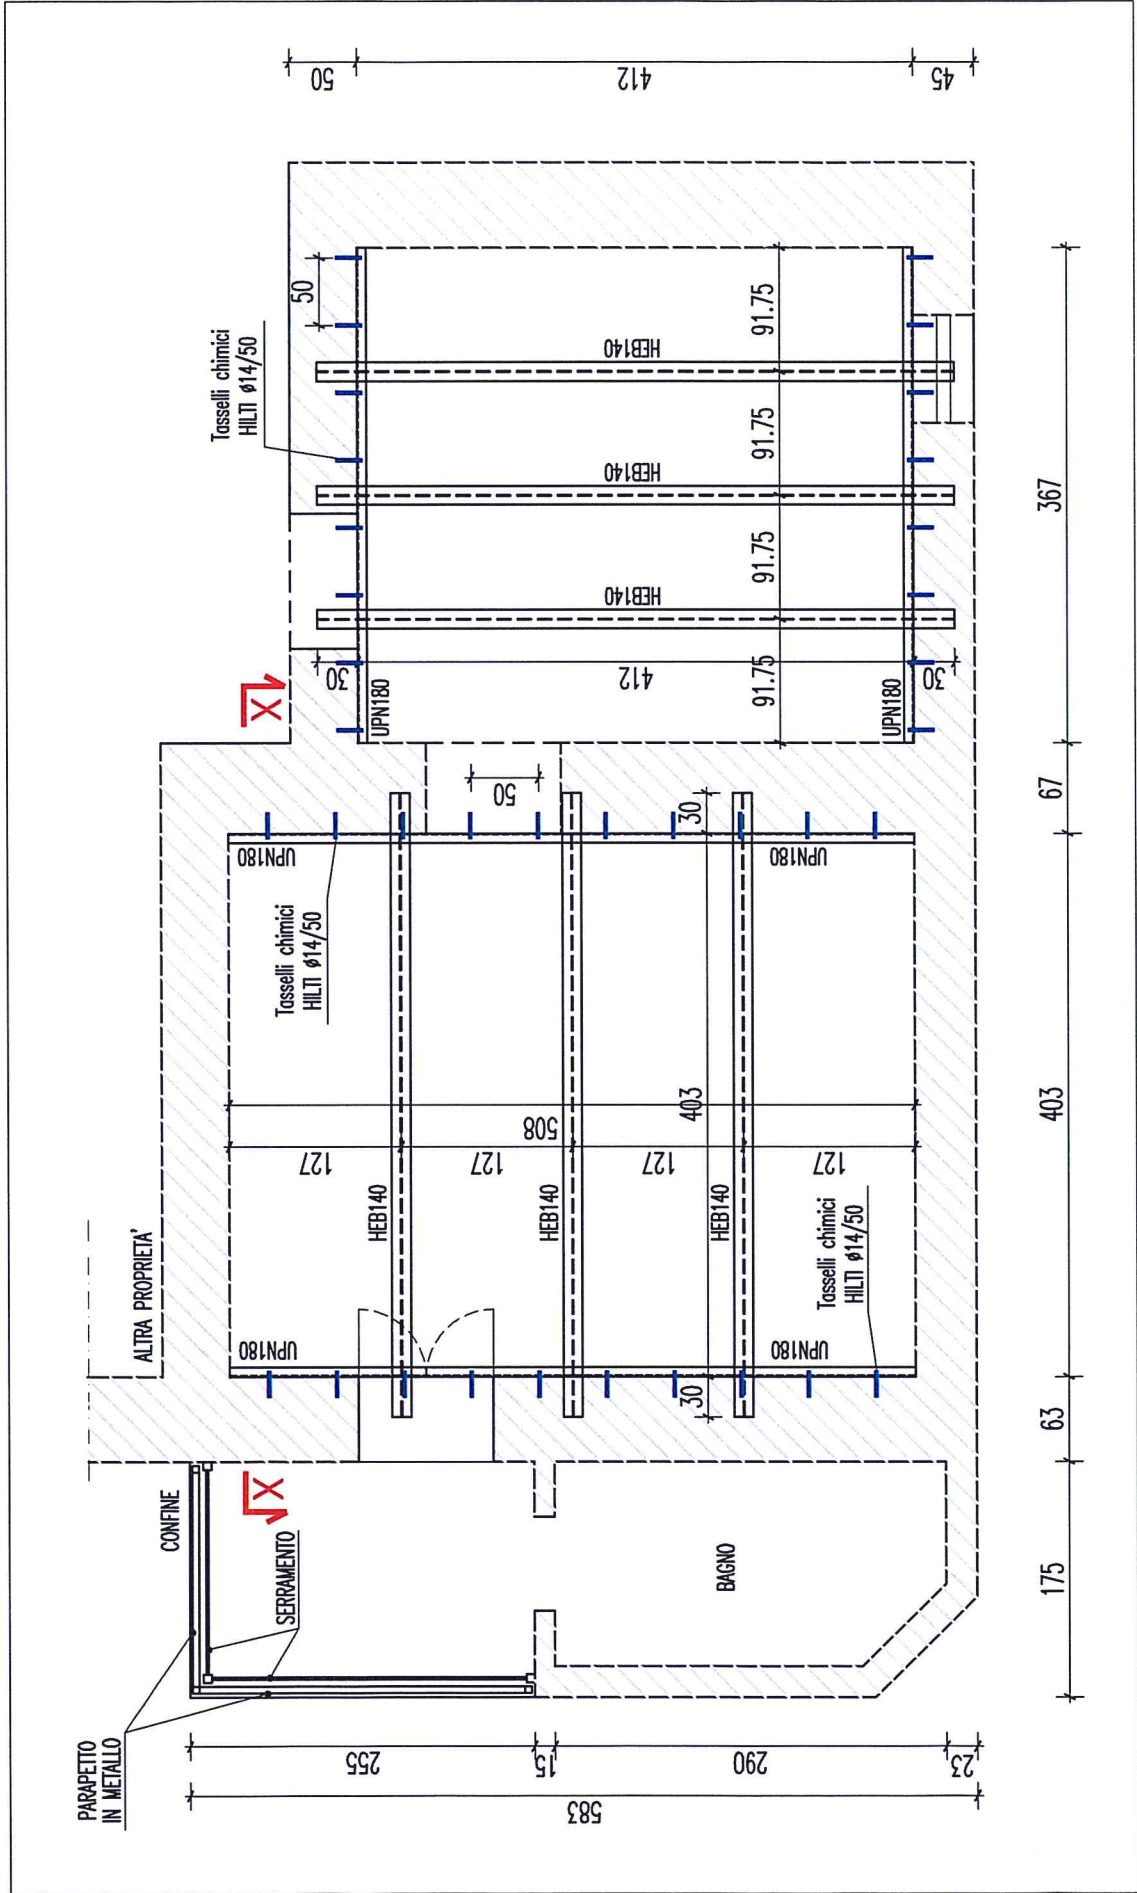 50
412
45
50
Tasselli chimici
HILTI ø14/50
HEB140
91.75
HEB140
91.75
HEB140
91.75
367
30
412
30
91.75
UPN180
UPN180
X
50
67
30
UPN180
UPN180
Tasselli chimici
HILTI ø14/50
403
508
127
127
127
127
403
HEB140
HEB140
HEB140
Tasselli chimici
HILTI ø14/50
ALTRA PROPRIETA'
UPN180
UPN180
30
63
X
CONFINE
SERRAMENTO
BAGNO
175
PARAPETTO
IN METALLO
255
15
290
23
583